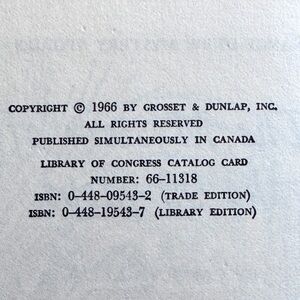 COPYRIGHT © 1966 BY GROSSET & DUNLAP, INC.
ALL RIGHTS RESERVED
PUBLISHED SIMULTANEOUSLY IN CANADA
LIBRARY OF CONGRESS CATALOG CARD
NUMBER: 66-11318
ISBN: 0-448-09543-2 (TRADE EDITION)
ISBN: 0-448-19543-7 (LIBRARY EDITION)